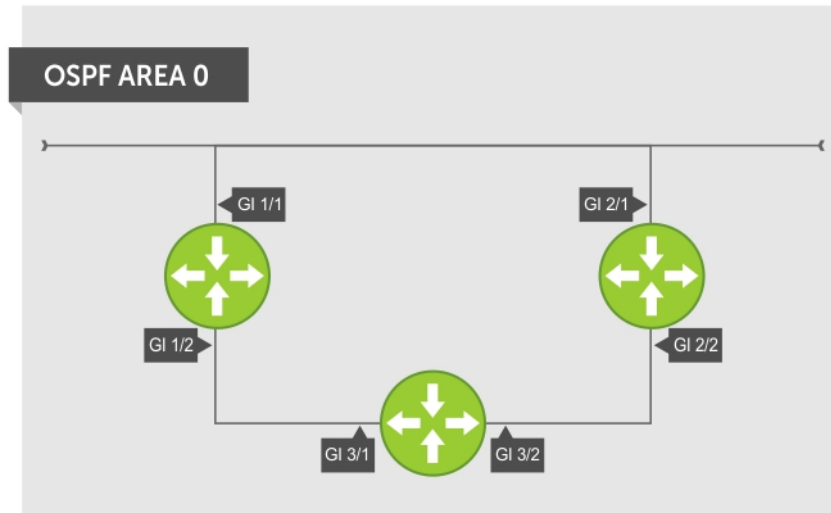 OSPF AREA 0
GI 1/1
GI 2/1
GI 1/2
GI 2/2
GI 3/1
GI 3/2